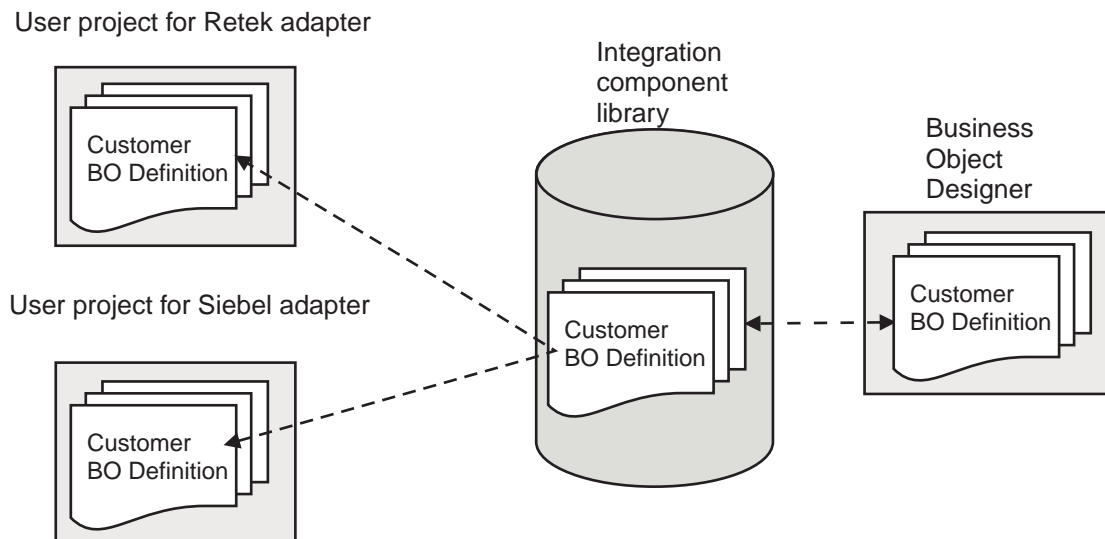 User project for Retek adapter
Customer
BO Definition
User project for Siebel adapter
Customer
BO Definition
Integration
component
library
Customer
BO Definition
Business
Object
Designer
Customer
BO Definition